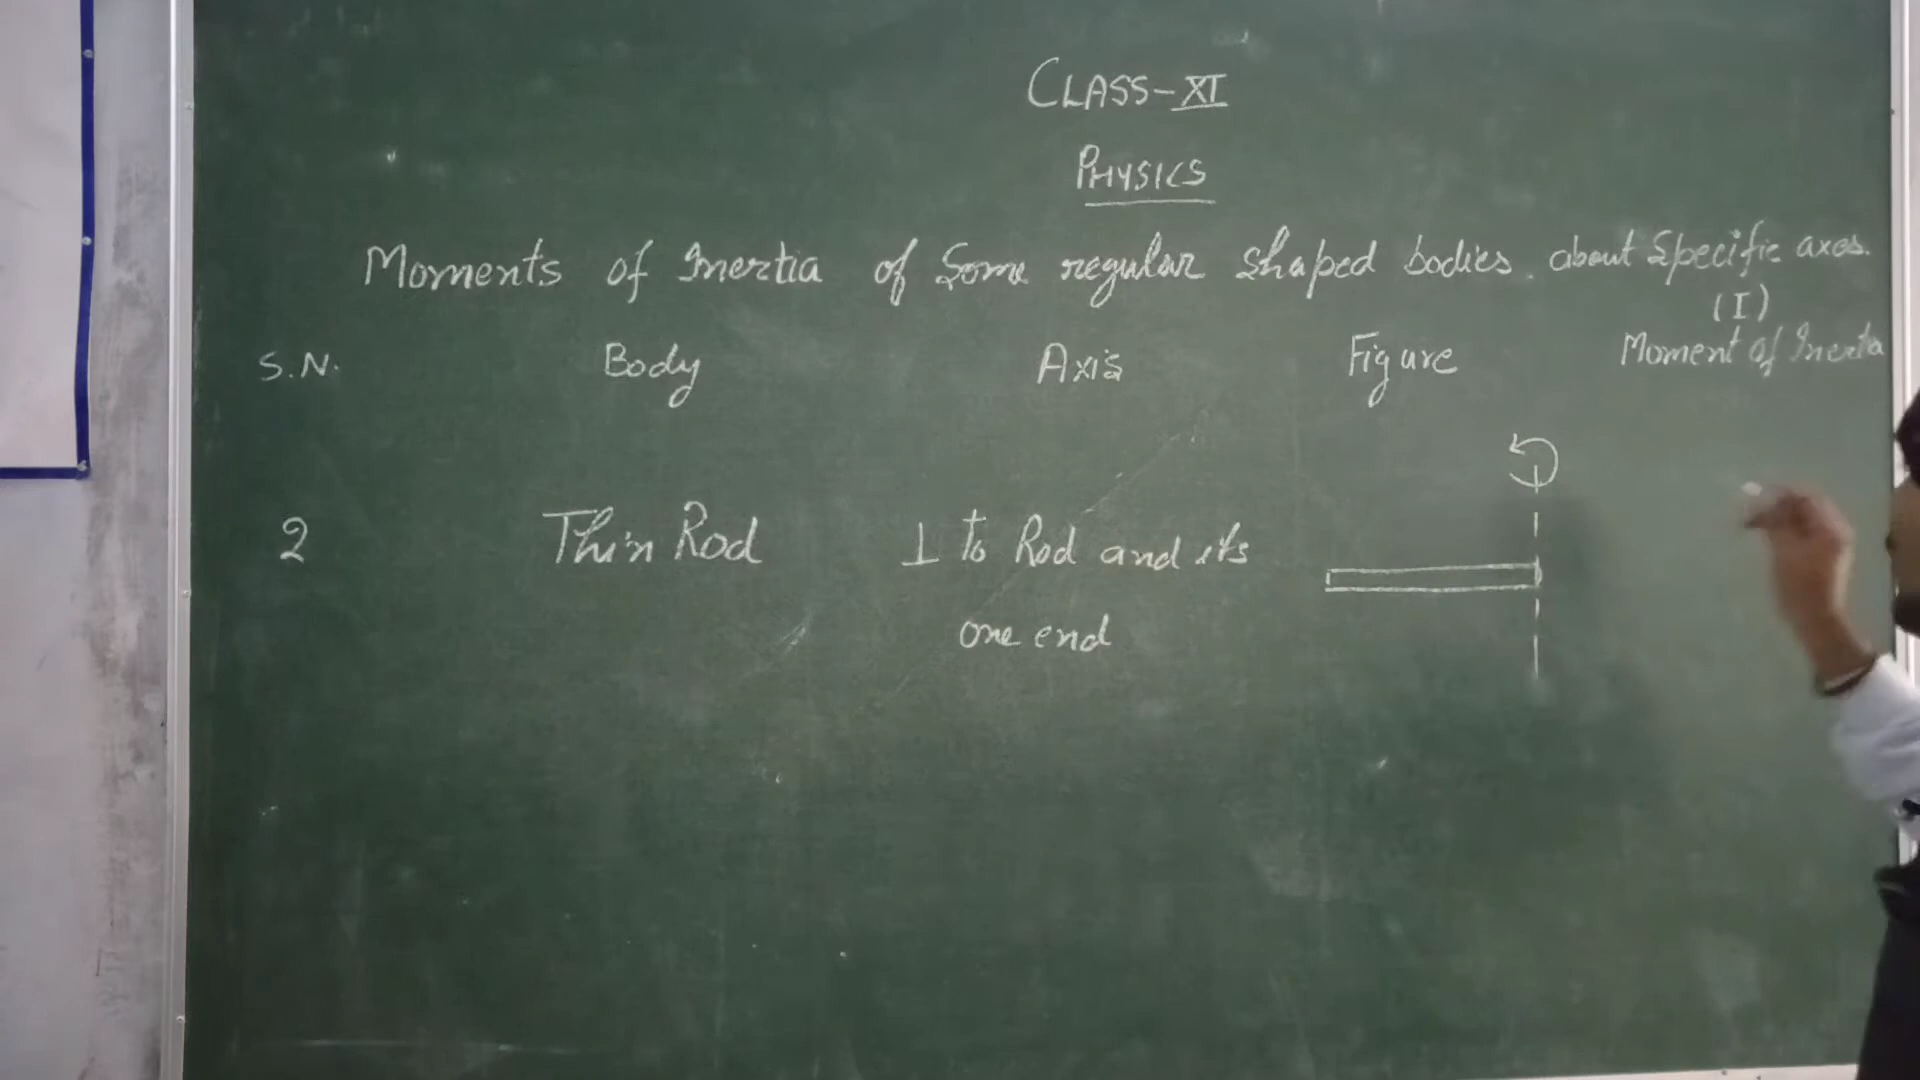 CLASS-XI
PHYSICS
Moments of Inertia of Some regular shaped bodies. about Specific axes.
(I)
S.N. Body Axis Figure Moment of Inertia
2 Thin Rod ⊥ to Rod and its
one end